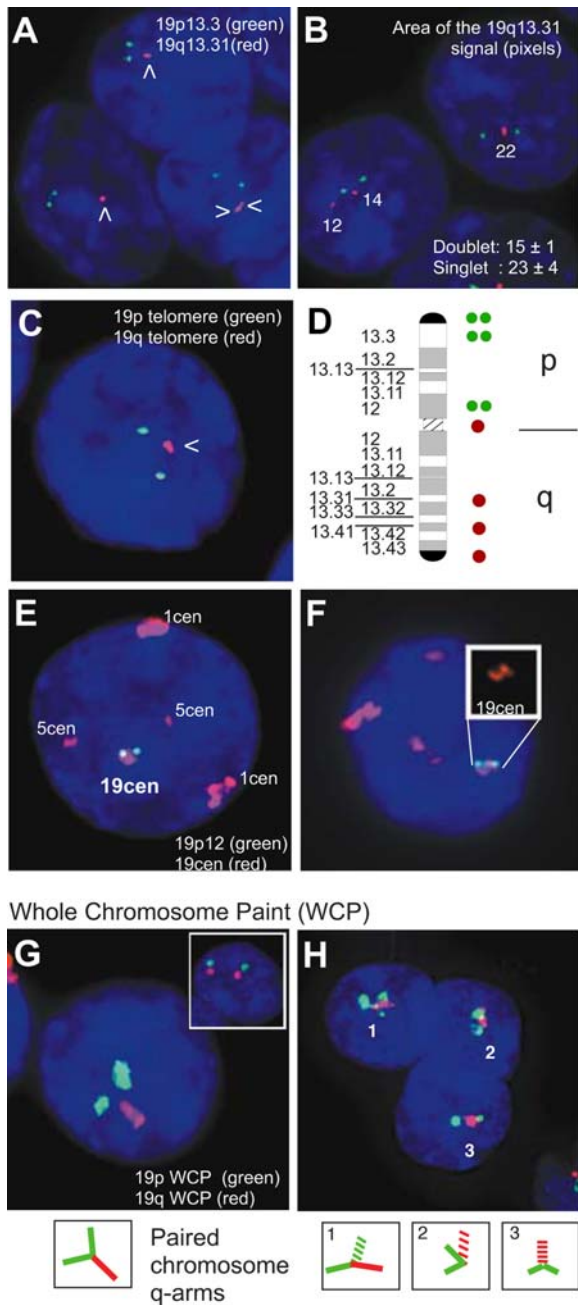 A
19p13.3 (green)
19q13.31(red)
B
Area of the 19q13.31
signal (pixels)
22
14
12
Doublet: 15 ± 1
Singlet : 23 ± 4
C
19p telomere (green)
19q telomere (red)
D
13.3
13.2
13.13
13.12
13.11
12
p
12
13.11
13.12
13.13
13.2
13.31
13.32
13.33
13.41
13.42
13.43
q
E
1cen
5cen
5cen
19cen
1cen
19p12 (green)
19cen (red)
F
19cen
Whole Chromosome Paint (WCP)
G
19p WCP (green)
19q WCP (red)
H
1
2
3
Paired
chromosome
q-arms
1
2
3